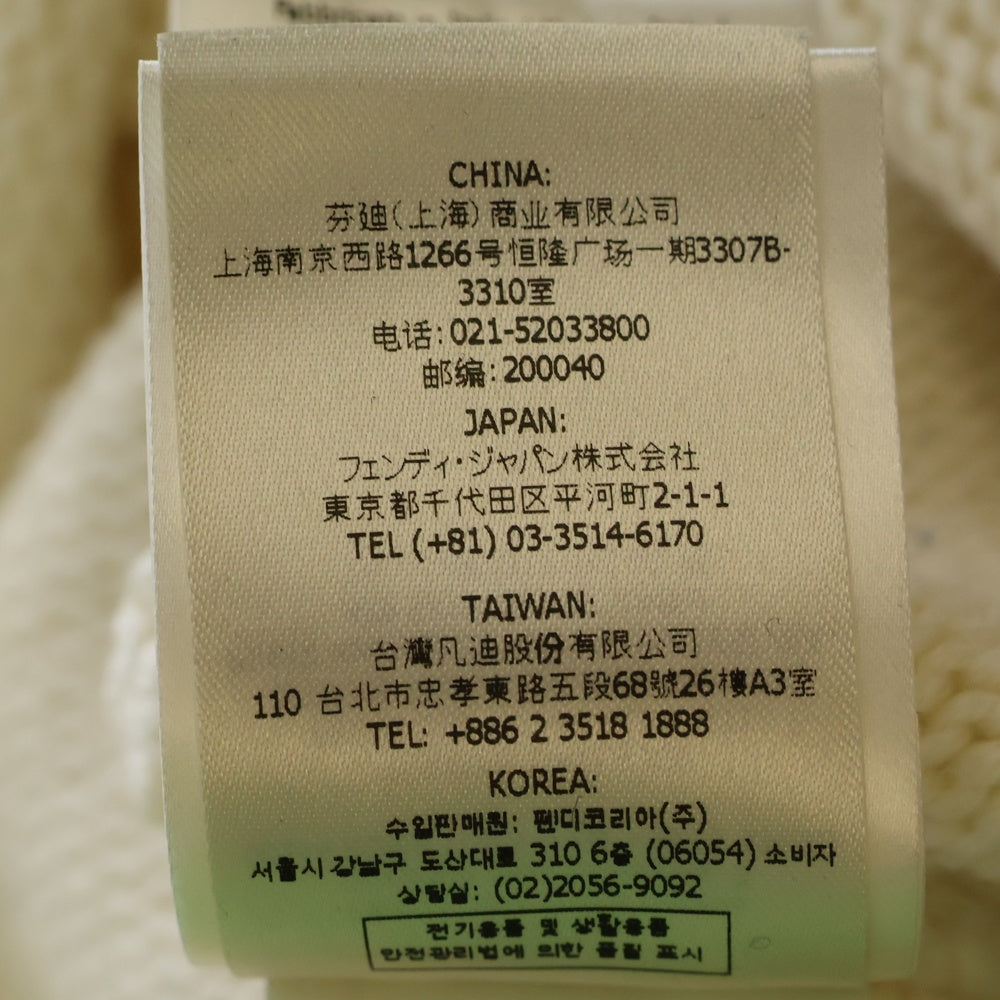 CHINA:
芬廸(上海)商业有限公司
上海南京西路1266号恒隆广场一期3307B-
3310室
电话:021-52033800
邮编:200040
JAPAN:
フェンディ・ジャパン株式会社
東京都千代田区平河町2-1-1
TEL (+81) 03-3514-6170
TAIWAN:
台灣凡迪股份有限公司
110 台北市忠孝東路五段68號26樓A3室
TEL: +886 2 3518 1888
KOREA:
수입판매원: 펜디코리아(주)
서울시 강남구 도산대로 310 6층 (06054) 소비자
상담실: (02)2056-9092
전기용품 및 생활용품
안전관리법에 의한 품질 표시